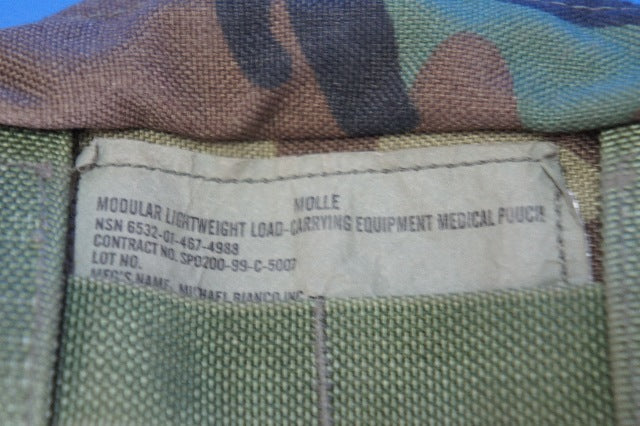 MOLLE
MODULAR LIGHTWEIGHT LOAD-CARRYING EQUIPMENT MEDICAL POUCH
NSN 6532-01-467-4988
CONTRACT NO. SPO200-99-C-5007
LOT NO.
MFG'S NAME, MICHAEL BIANCO, INC.